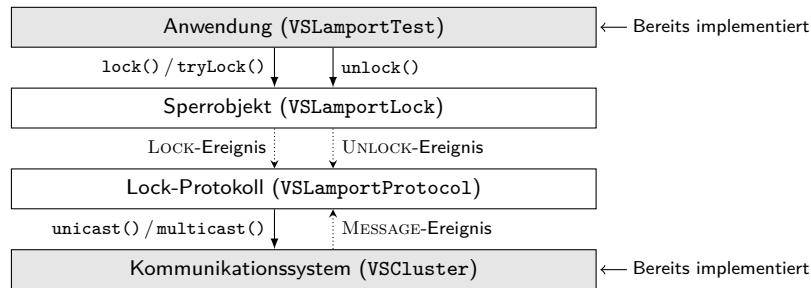 Anwendung (VSLamportTest)
Bereits implementiert
lock() / tryLock()
unlock()
Sperrobjekt (VSLamportLock)
LOCK-Ereignis
UNLOCK-Ereignis
Lock-Protokoll (VSLamportProtocol)
unicast() / multicast()
MESSAGE-Ereignis
Kommunikationssystem (VSCluster)
Bereits implementiert